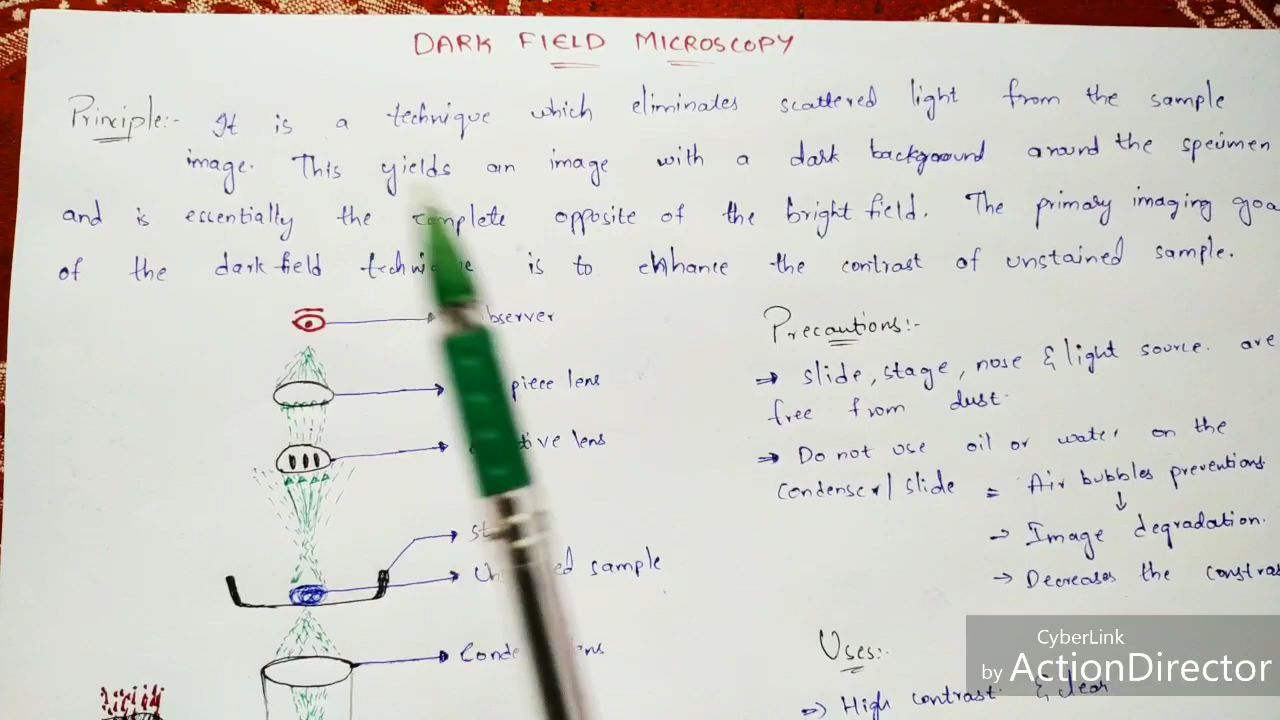 DARK FIELD MICROSCOPY
Principle:- It is a technique which eliminates scattered light from the sample
image. This yields an image with a dark background around the specimen
and is essentially the complete opposite of the bright field. The primary imaging goa
of the dark field technique is to enhance the contrast of unstained sample.
observer
piece lens
lens
sample
Precautions:-
→ slide, stage, nose & light source. are
free from dust.
→ Do not use oil or water on the
condenser/slide = Air bubbles preventions
↓
→ Image degradation.
→ Decreases the constras
Uses:-
⇒) High contrast & clear
CyberLink
by ActionDirector